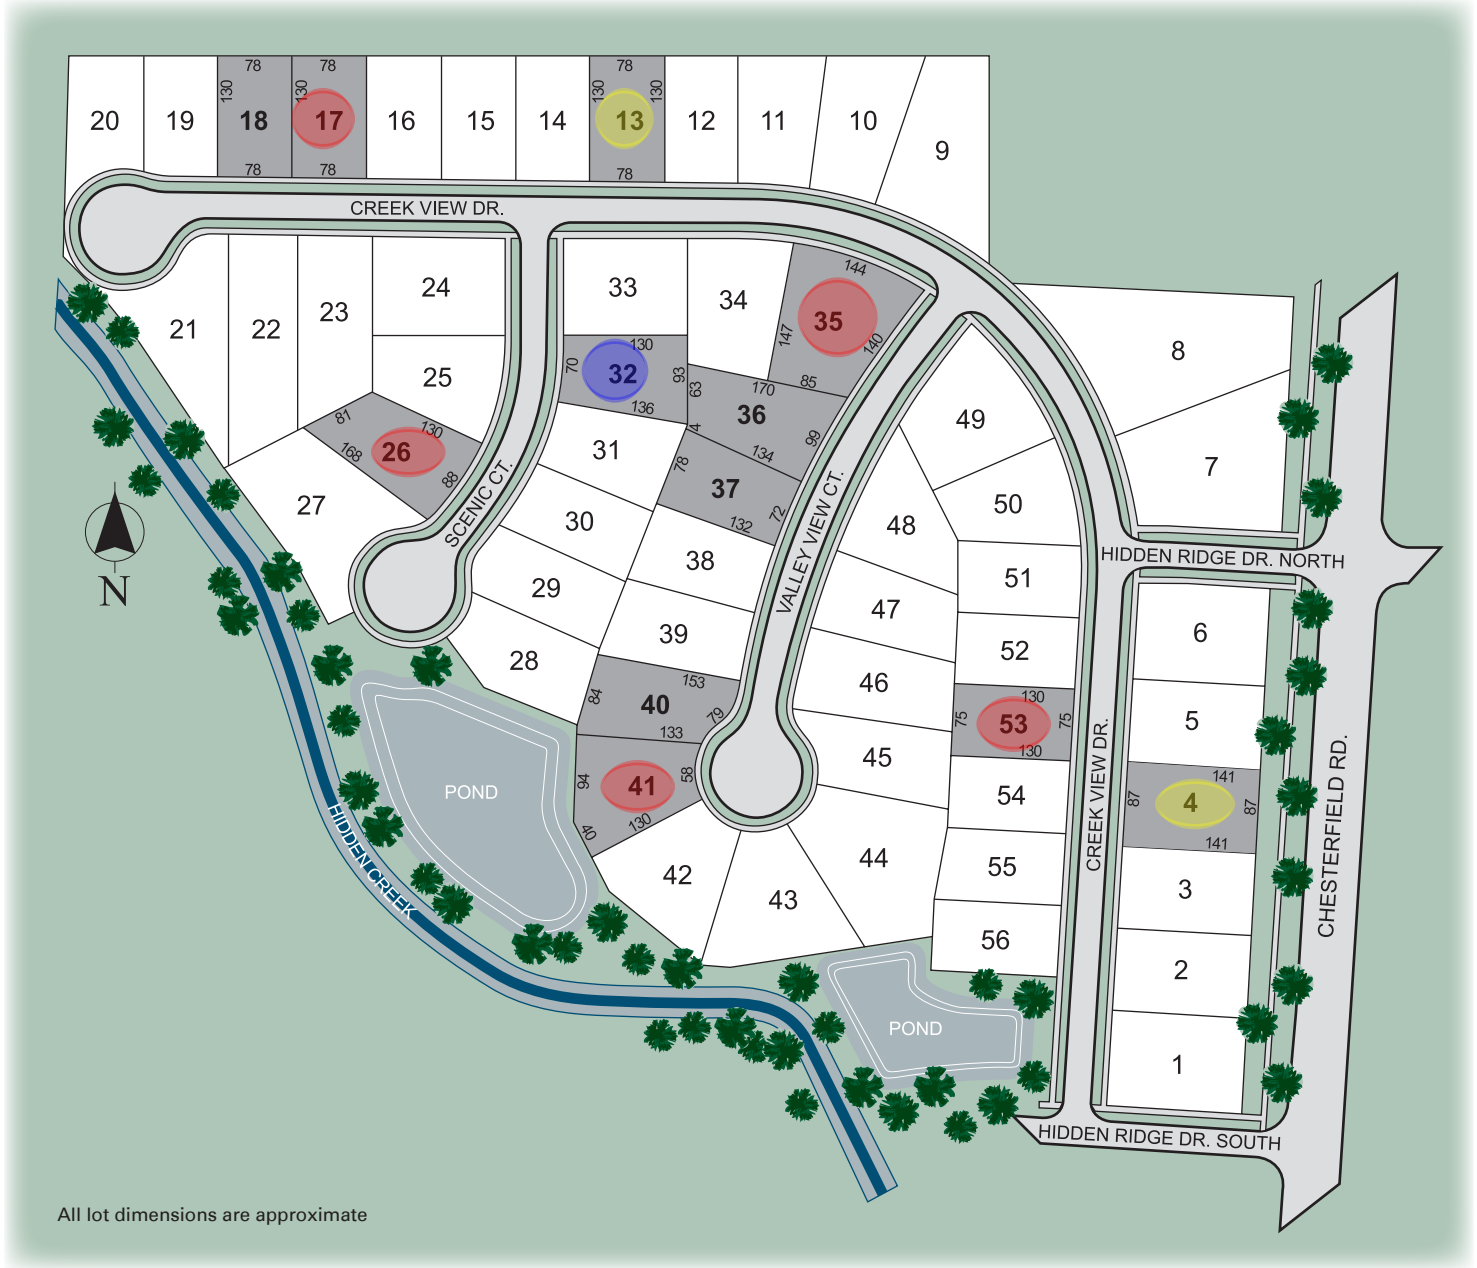 78 78 78
130 130 130 130
20 19 18 17 16 15 14 13 12 11 10 9
78 78 78
CREEK VIEW DR.
21 22 23 24 25
33 34 35
144 147 140 85
8
7
32
130 70 93 136
63 170
36
4 134 99
26
81 130 168 88
27
31 30 29 28
37
78 72 132
38 39
49 50 48 51 47 52 46 45
SCENIC CT.
VALLEY VIEW CT.
N
HIDDEN RIDGE DR. NORTH
6
5
40
153 84 79 133
41
94 58 40 130
53
130 75 75 130
54 55 56
4
141 87 87 141
3
2
1
42 43 44
POND
HIDDEN CREEK
POND
CREEK VIEW DR.
CHESTERFIELD RD.
HIDDEN RIDGE DR. SOUTH
All lot dimensions are approximate